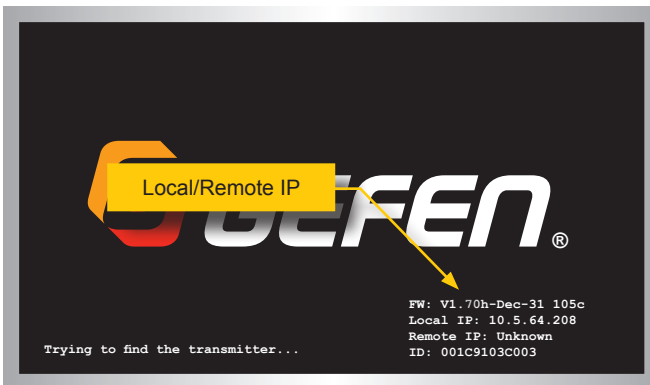 Local/Remote IP
GEFEN®
FW: V1.70h-Dec-31 105c
Local IP: 10.5.64.208
Remote IP: Unknown
Trying to find the transmitter...
ID: 001C9103C003